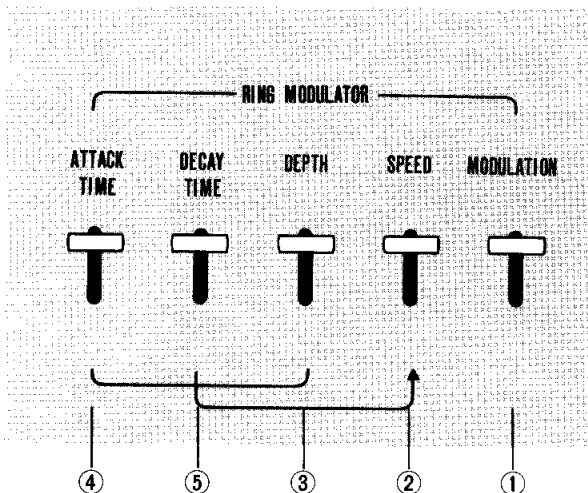 RING MODULATOR
ATTACK TIME
DECAY TIME
DEPTH
SPEED
MODULATION
④ ⑤ ③ ② ①